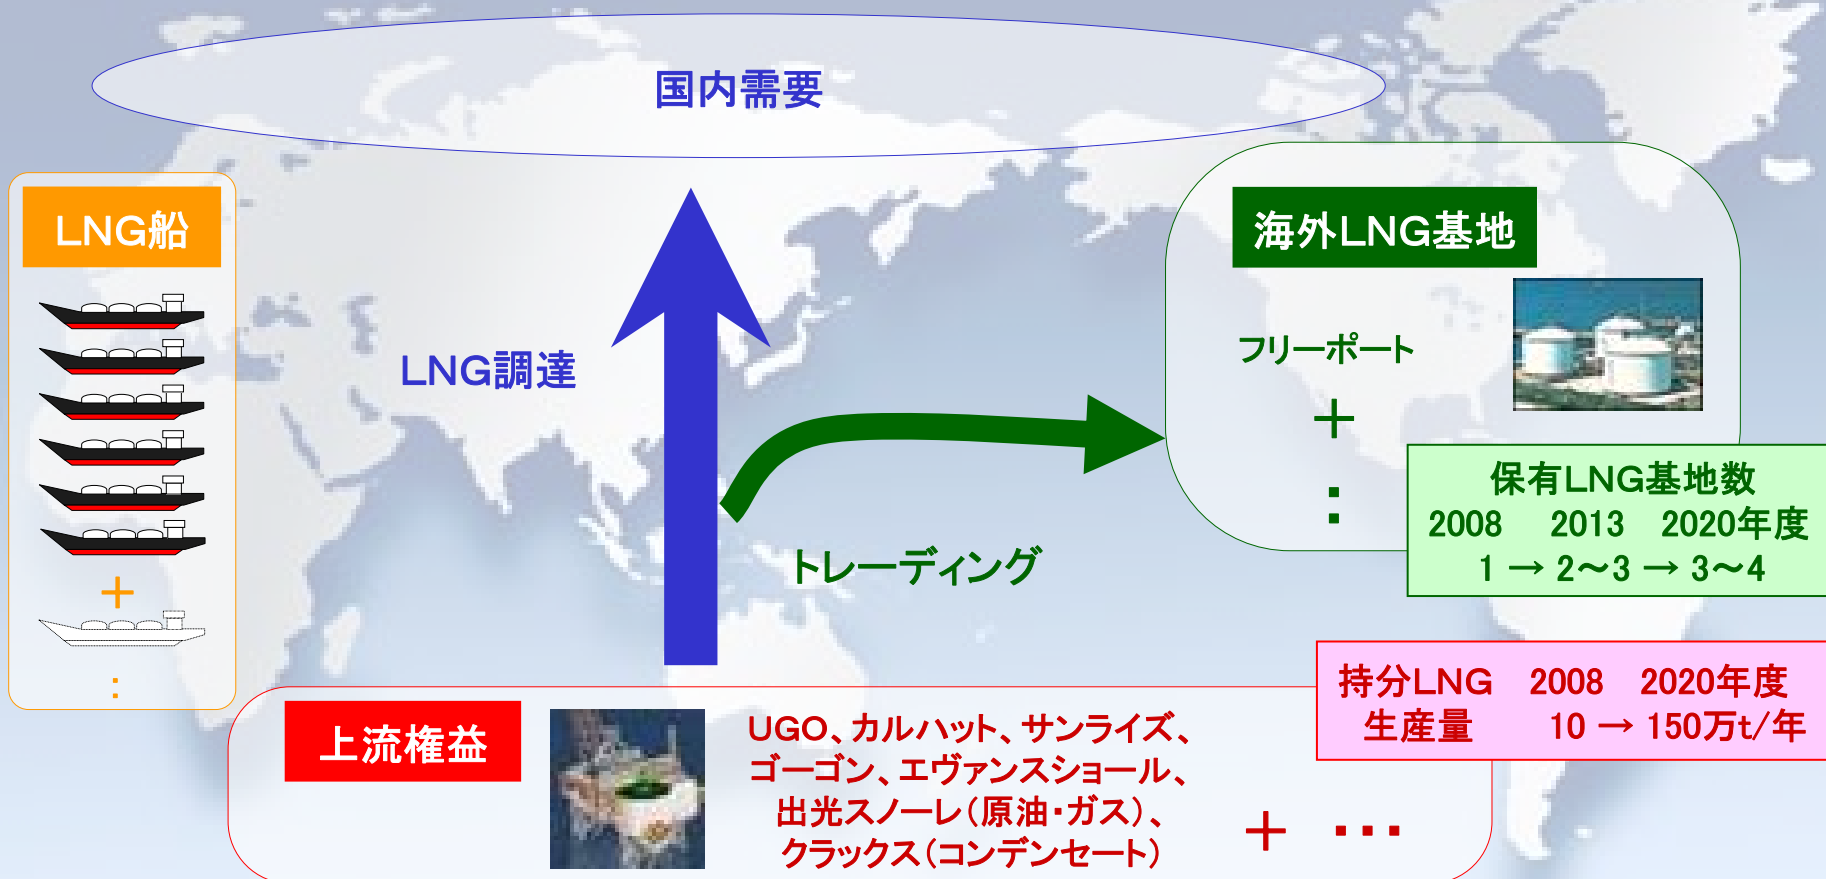 国内需要
LNG船
+
:
LNG調達
トレーディング
海外LNG基地
フリーポート
+
:
保有LNG基地数
2008 2013 2020年度
1 → 2～3 → 3～4
持分LNG 2008 2020年度
生産量 10 → 150万t/年
上流権益
UGO、カルハット、サンライズ、
ゴーゴン、エヴァンスショール、
出光スノーレ(原油・ガス)、
クラックス(コンデンセート)
+ ・・・